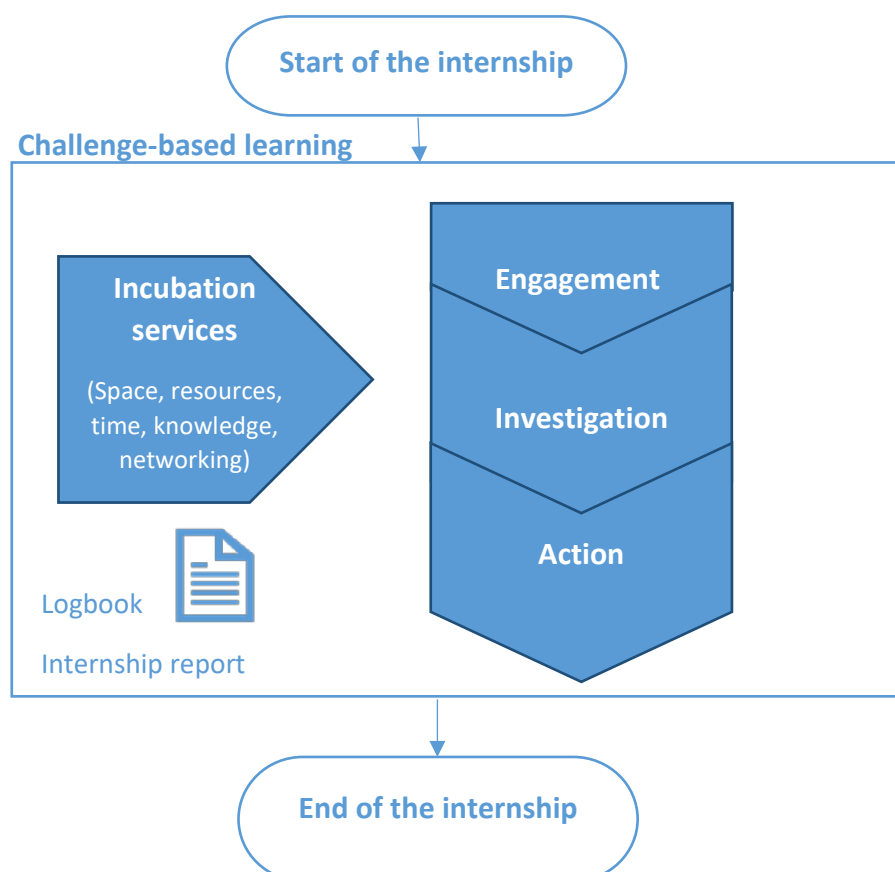 Start of the internship
Challenge-based learning
Incubation
services
(Space, resources,
time, knowledge,
networking)
Engagement
Investigation
Action
Logbook
Internship report
End of the internship